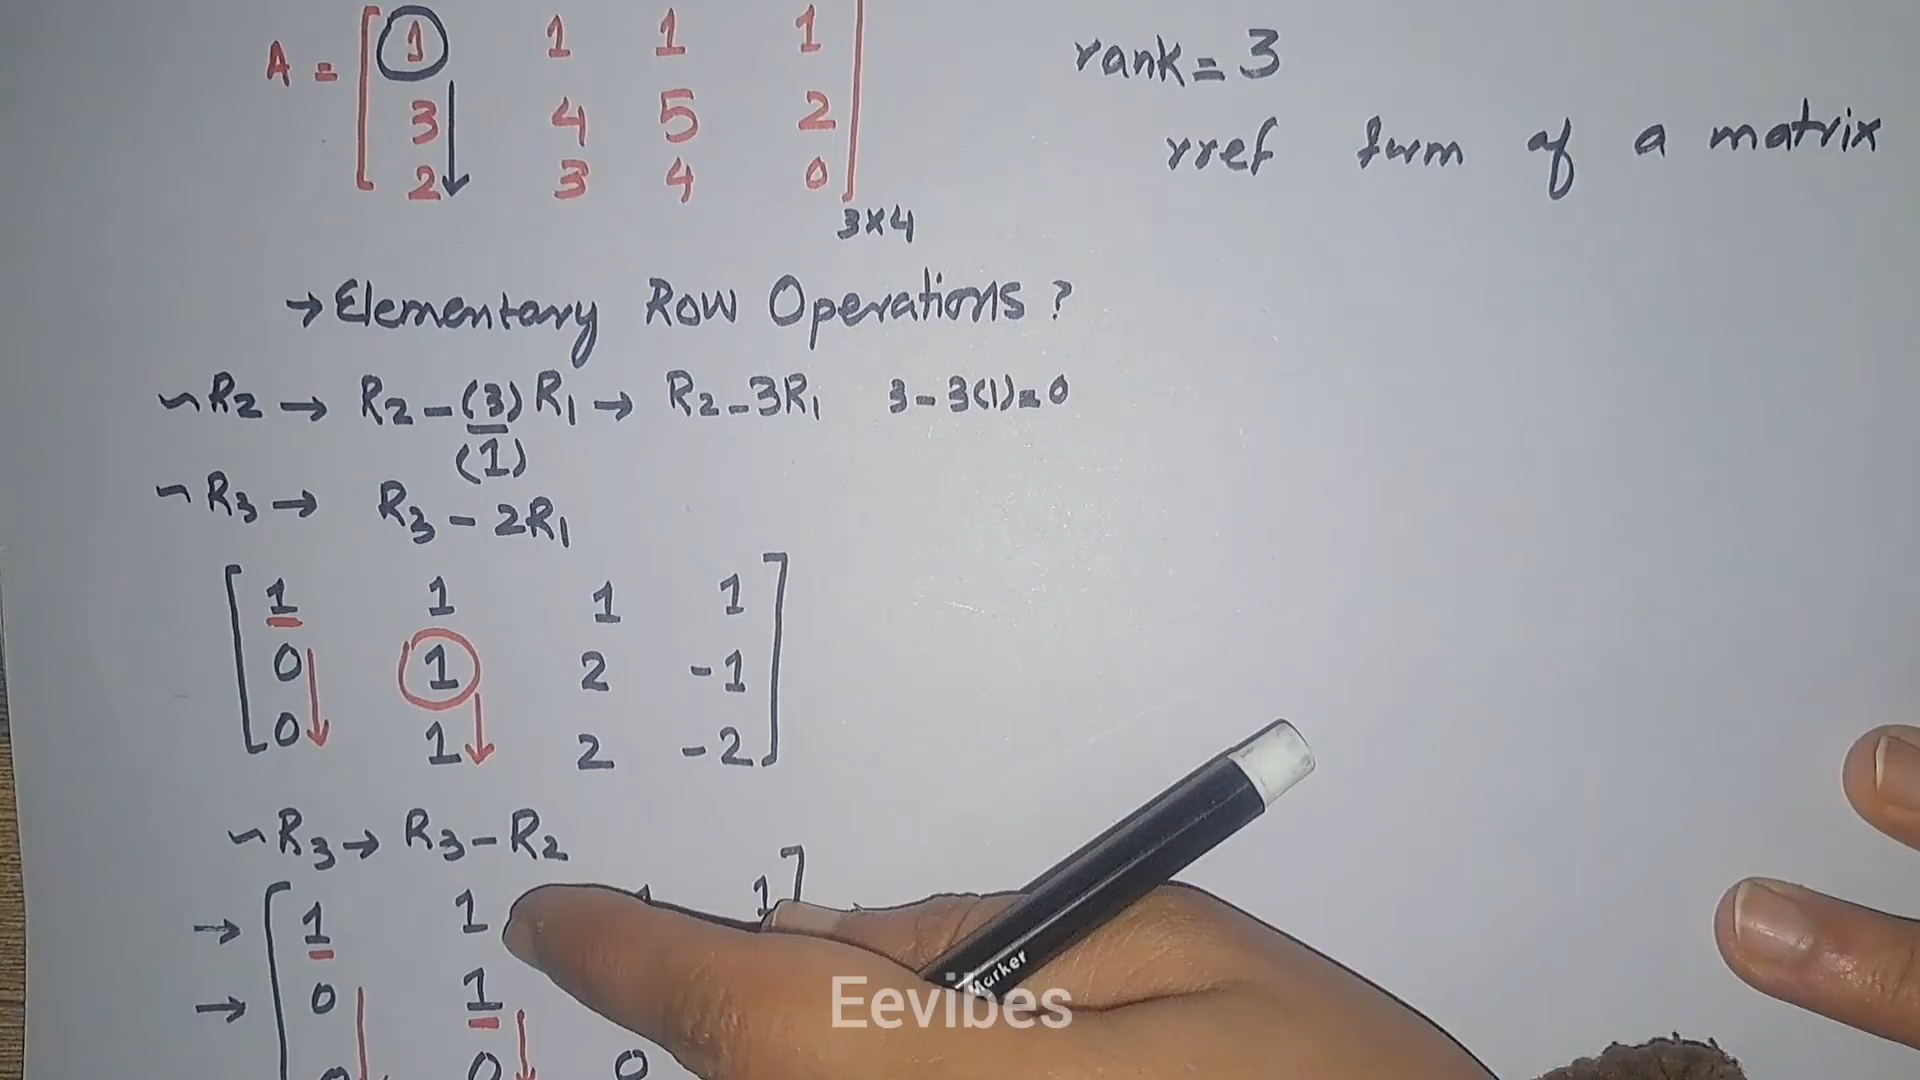 A = [ 1 1 1 1
3 4 5 2
2 3 4 0 ]
3×4
rank = 3
rref form of a matrix
→ Elementary Row Operations ?
~R2 → R2 - (3)/(1) R1 → R2 - 3R1 3 - 3(1) = 0
~R3 → R3 - 2R1
[ 1 1 1 1
0 1 2 -1
0 1 2 -2 ]
~R3 → R3 - R2
→ [ 1 1 1 ]
→ 0 1
0 0 0
Marker
Eevibes